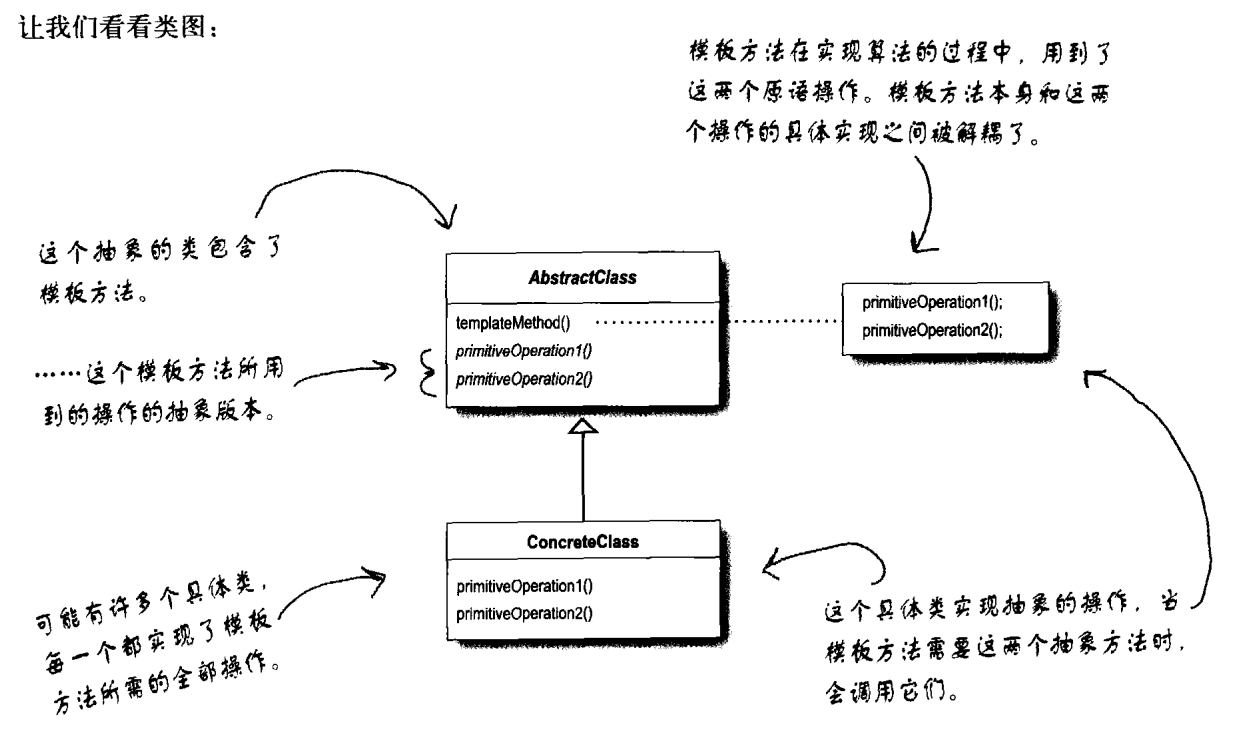 让我们看看类图：
模板方法在实现算法的过程中，用到了
这两个原语操作。模板方法本身和这两
个操作的具体实现之间被解耦了。
这个抽象的类包含了
模板方法。
AbstractClass
templateMethod()
primitiveOperation1()
primitiveOperation2()
primitiveOperation1();
primitiveOperation2();
……这个模板方法所用
到的操作的抽象版本。
ConcreteClass
primitiveOperation1()
primitiveOperation2()
可能有许多个具体类，
每一个都实现了模板
方法所需的全部操作。
这个具体类实现抽象的操作，当
模板方法需要这两个抽象方法时，
会调用它们。